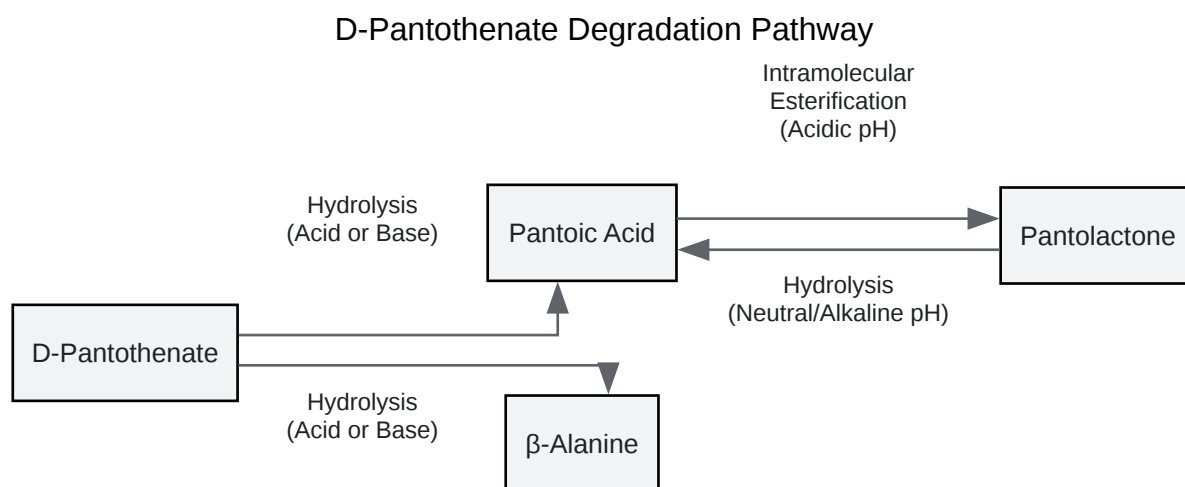 D-Pantothenate Degradation Pathway
Intramolecular
Esterification
(Acidic pH)
Hydrolysis
(Acid or Base)
Pantoic Acid
Pantolactone
Hydrolysis
(Neutral/Alkaline pH)
D-Pantothenate
Hydrolysis
(Acid or Base)
β-Alanine